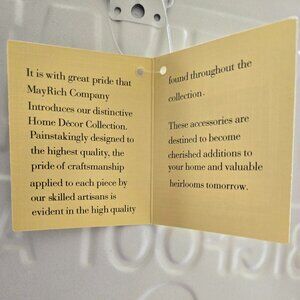 It is with great pride that
MayRich Company
Introduces our distinctive
Home Décor Collection.
Painstakingly designed to
the highest quality, the
pride of craftsmanship
applied to each piece by
our skilled artisans is
evident in the high quality
found throughout the
collection.
These accessories are
destined to become
cherished additions to
your home and valuable
heirlooms tomorrow.